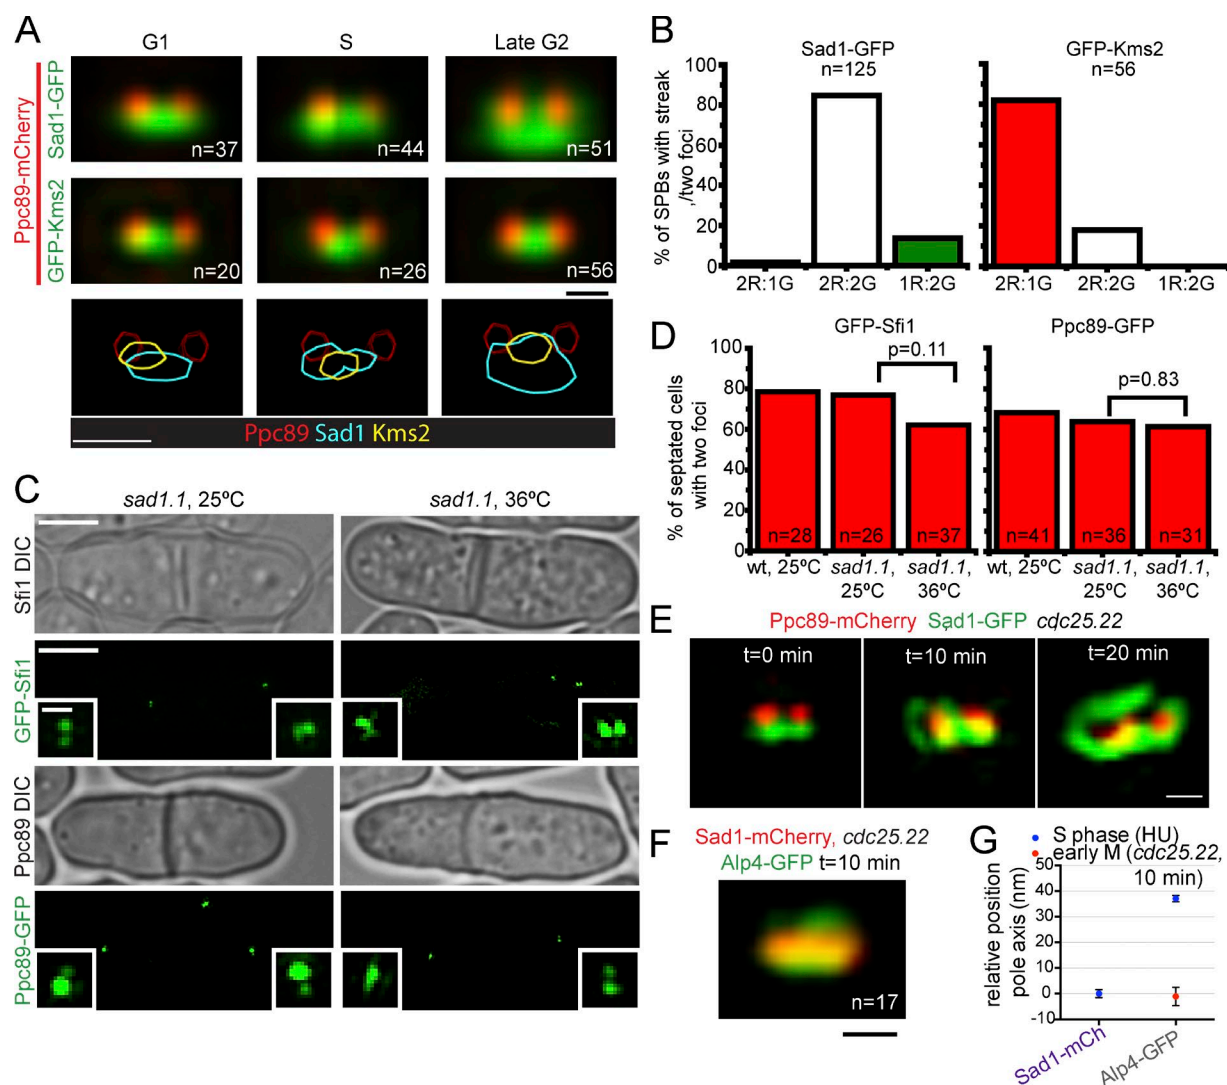 A
G1 S Late G2
Ppc89-mCherry
Sad1-GFP
n=37 n=44 n=51
GFP-Kms2
n=20 n=26 n=56
Ppc89 Sad1 Kms2
B
Sad1-GFP
n=125
GFP-Kms2
n=56
% of SPBs with streak
,/two foci
100
80
60
40
20
0
2R:1G 2R:2G 1R:2G
2R:1G 2R:2G 1R:2G
C
sad1.1, 25ºC sad1.1, 36ºC
Sfi1 DIC
GFP-Sfi1
Ppc89 DIC
Ppc89-GFP
D
GFP-Sfi1 Ppc89-GFP
p=0.11
p=0.83
% of septated cells
with two foci
100
80
60
40
20
0
n=28 n=26 n=37
n=41 n=36 n=31
wt, 25ºC sad1.1, 25ºC sad1.1, 36ºC
wt, 25ºC sad1.1, 25ºC sad1.1, 36ºC
E
Ppc89-mCherry Sad1-GFP cdc25.22
t=0 min t=10 min t=20 min
F
Sad1-mCherry, cdc25.22
Alp4-GFP t=10 min
n=17
G
S phase (HU)
early M (cdc25.22,
10 min)
relative position
pole axis (nm)
50
40
30
20
10
0
-10
Sad1-mCh
Alp4-GFP